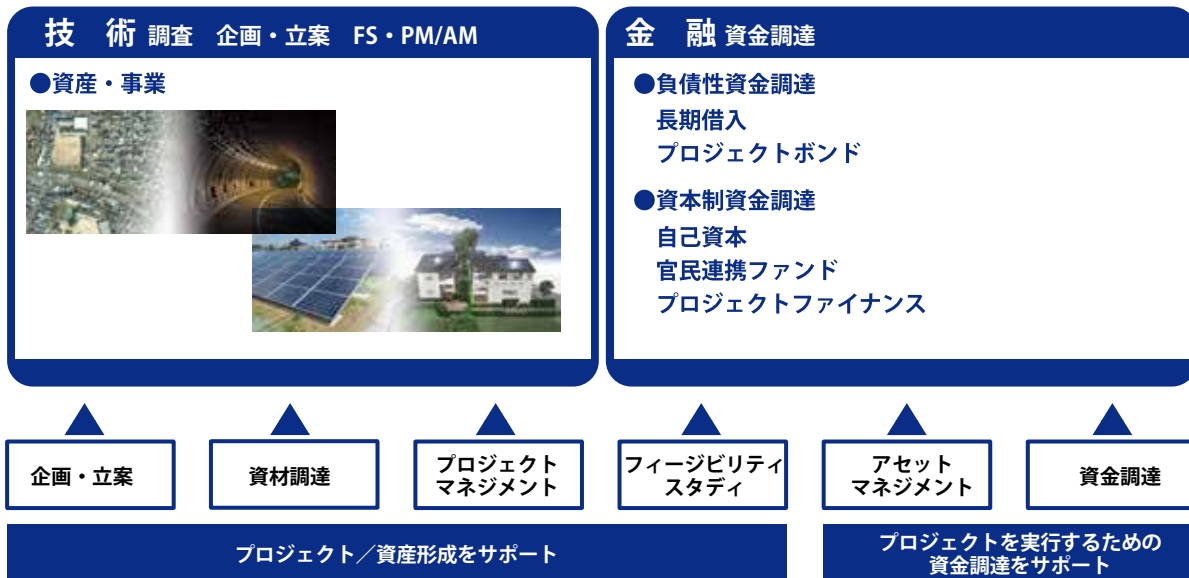 技　術 調査　企画・立案　FS・PM/AM
●資産・事業
金　融 資金調達
●負債性資金調達
長期借入
プロジェクトボンド
●資本制資金調達
自己資本
官民連携ファンド
プロジェクトファイナンス
企画・立案
資材調達
プロジェクト
マネジメント
フィージビリティ
スタディ
アセット
マネジメント
資金調達
プロジェクト／資産形成をサポート
プロジェクトを実行するための
資金調達をサポート